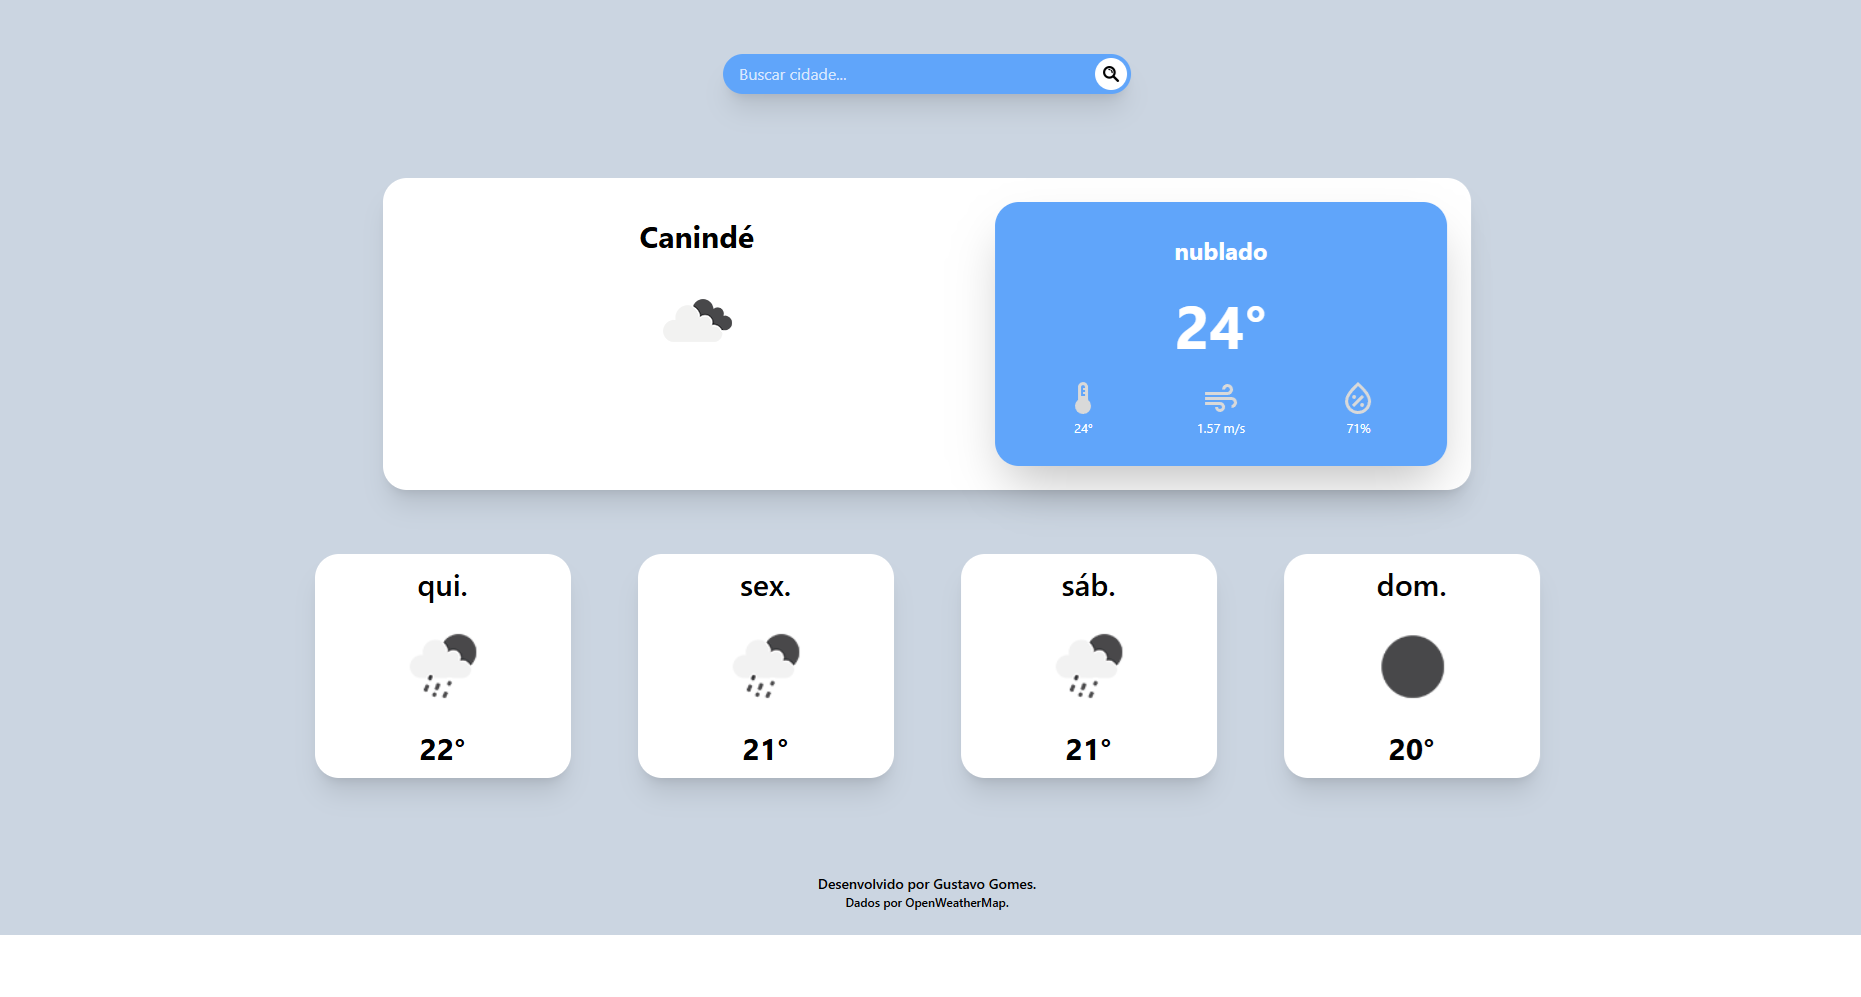 Buscar cidade...
Canindé
nublado
24°
24°
1.57 m/s
71%
qui.
22°
sex.
21°
sáb.
21°
dom.
20°
Desenvolvido por Gustavo Gomes.
Dados por OpenWeatherMap.